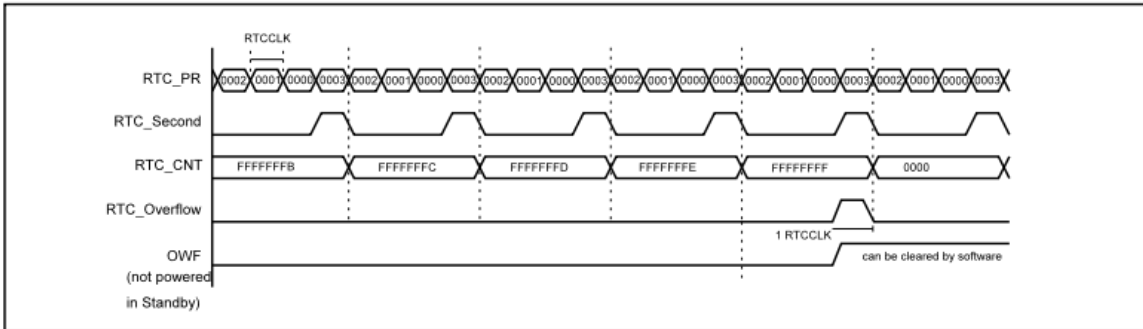 RTCCLK
RTC_PR 0002 0001 0000 0003 0002 0001 0000 0003 0002 0001 0000 0003 0002 0001 0000 0003 0002 0001 0000 0003 0002 0001 0000 0003
RTC_Second
RTC_CNT FFFFFFFB FFFFFFFC FFFFFFFD FFFFFFFE FFFFFFFF 0000
RTC_Overflow
1 RTCCLK
OWF can be cleared by software
(not powered
in Standby)